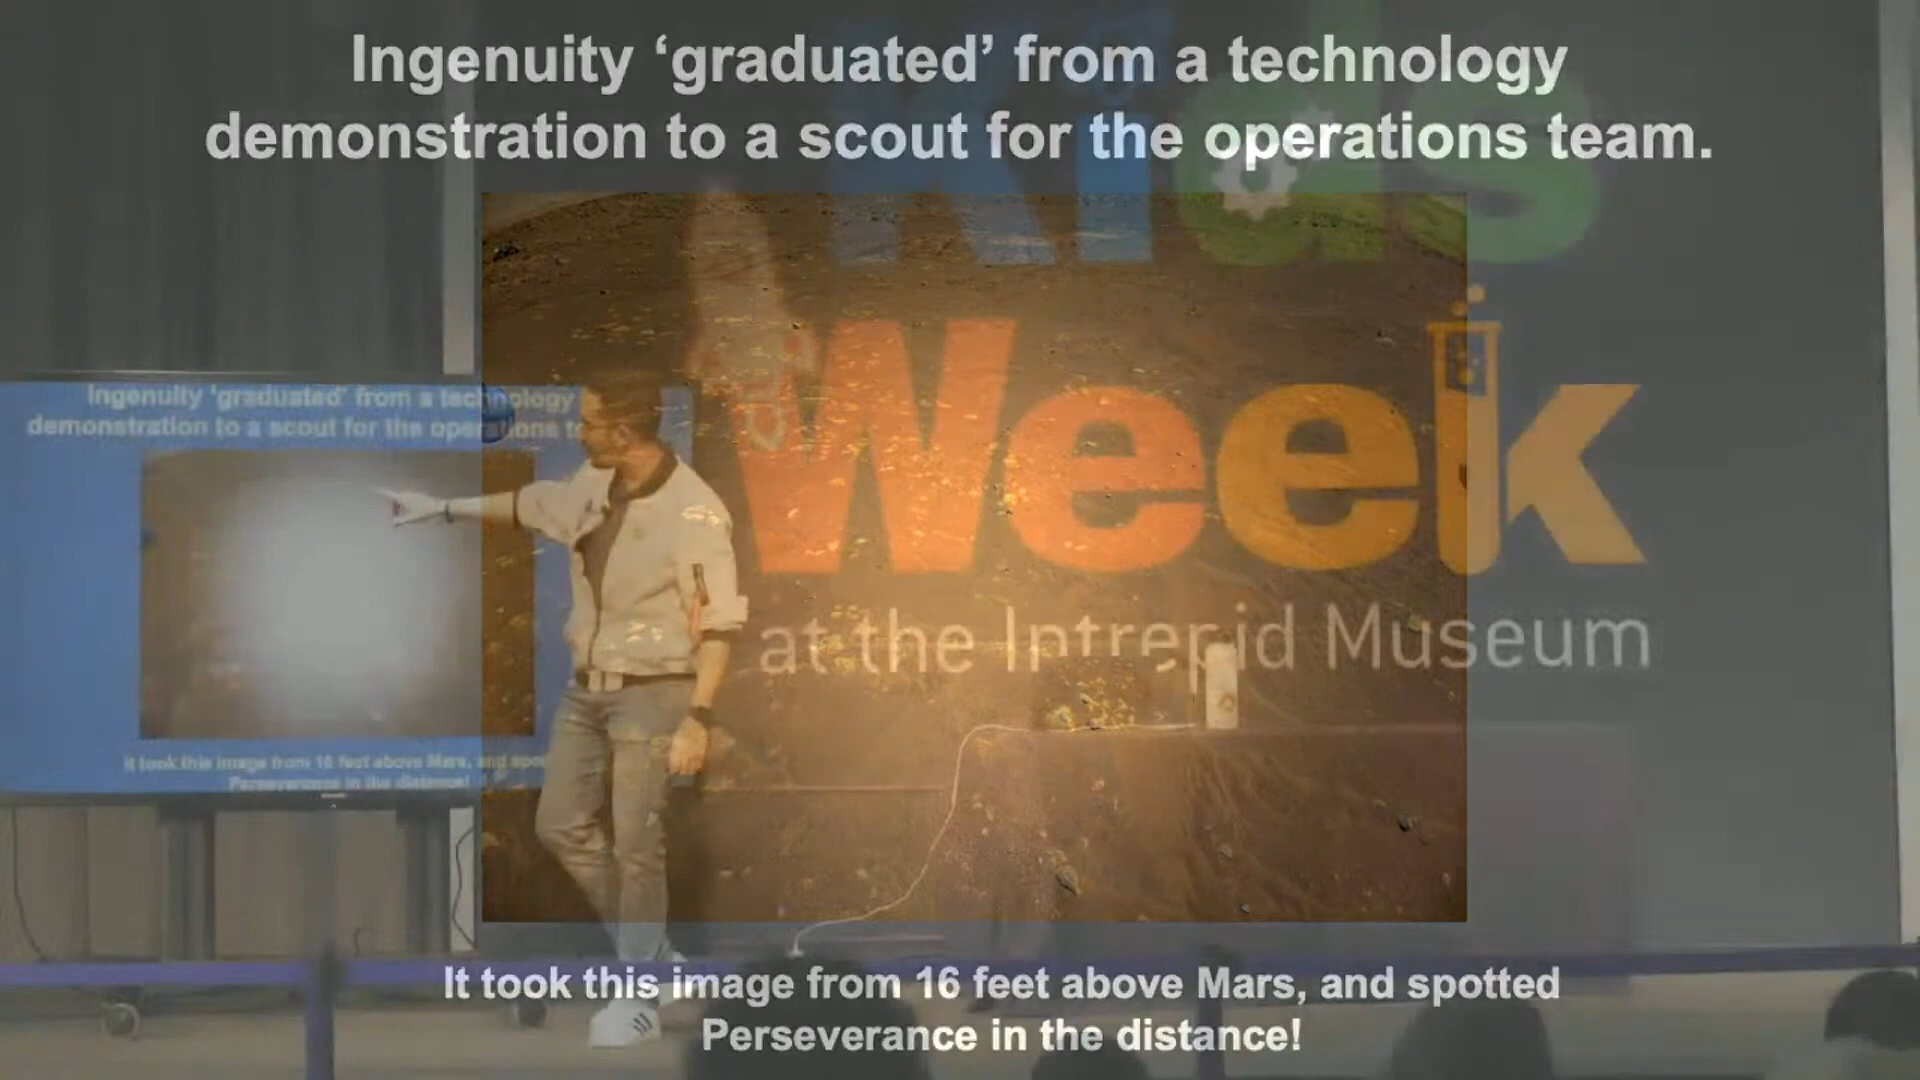 Ingenuity ‘graduated’ from a technology
demonstration to a scout for the operations team.
Kids
Week
at the Intrepid Museum
Ingenuity 'graduated' from a technology
demonstration to a scout for the operations
It took this image from 16 feet above Mars, and
Perseverance in the distance!
It took this image from 16 feet above Mars, and spotted
Perseverance in the distance!